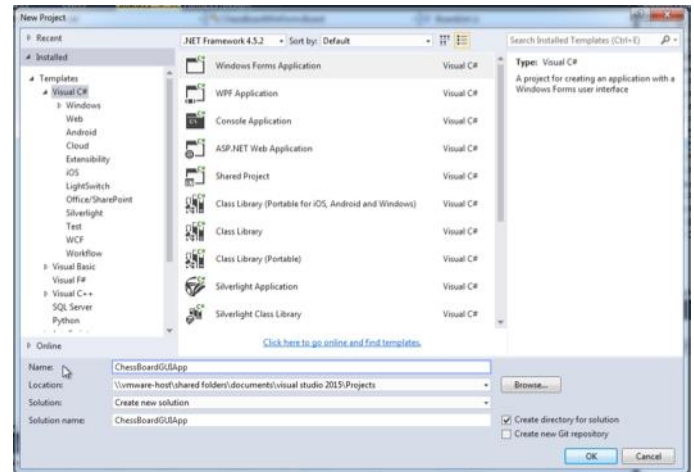 New Project
Recent
.NET Framework 4.5.2 Sort by: Default
Search Installed Templates (Ctrl+E)
Installed
Templates
Visual C#
Windows
Web
Android
Cloud
Extensibility
iOS
LightSwitch
Office/SharePoint
Silverlight
Test
WCF
Workflow
Visual Basic
Visual F#
Visual C++
SQL Server
Python
Online
Windows Forms Application Visual C#
WPF Application Visual C#
Console Application Visual C#
ASP.NET Web Application Visual C#
Shared Project Visual C#
Class Library (Portable for iOS, Android and Windows) Visual C#
Class Library Visual C#
Class Library (Portable) Visual C#
Silverlight Application Visual C#
Silverlight Class Library Visual C#
Click here to go online and find templates.
Type: Visual C#
A project for creating an application with a
Windows Forms user interface
Name: ChessBoardGUIApp
Location: \\vmware-host\shared folders\documents\visual studio 2015\Projects Browse...
Solution: Create new solution
Solution name: ChessBoardGUIApp
Create directory for solution
Create new Git repository
OK Cancel